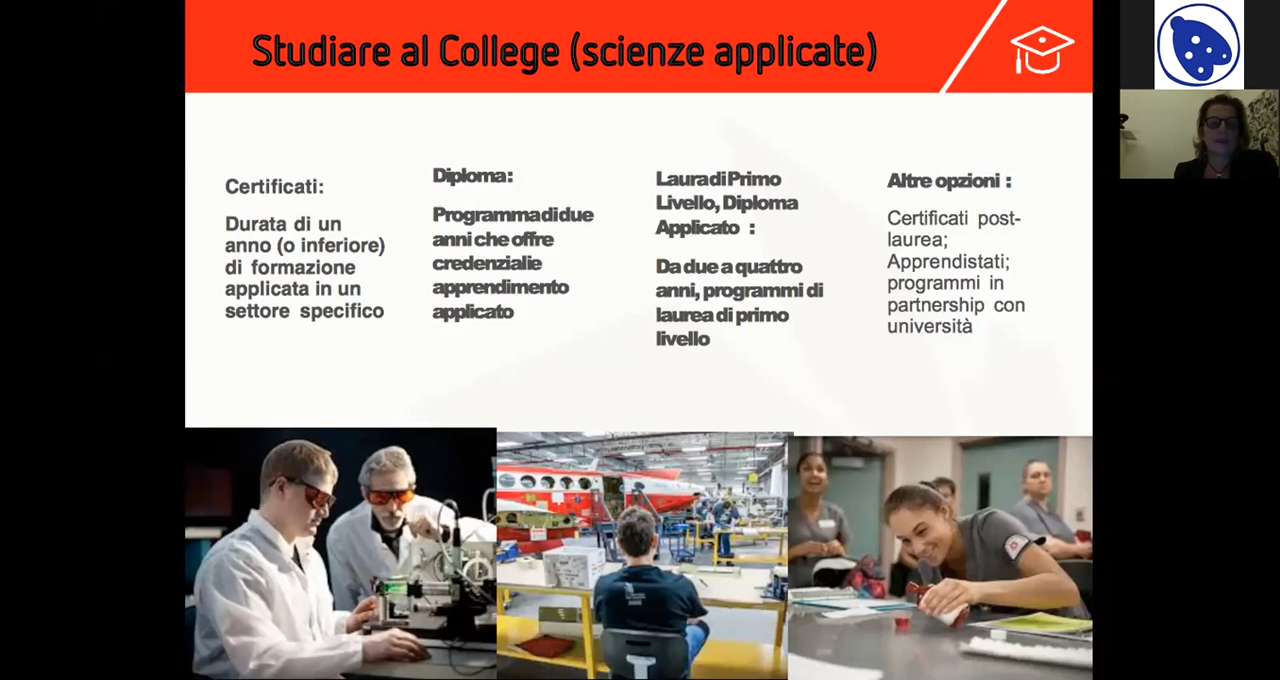 Studiare al College (scienze applicate)
Certificati:
Durata di un
anno (o inferiore)
di formazione
applicata in un
settore specifico
Diploma:
Programma di due
anni che offre
credenziali e
apprendimento
applicato
Laura di Primo
Livello, Diploma
Applicato :
Da due a quattro
anni, programmi di
laurea di primo
livello
Altre opzioni :
Certificati post-
laurea;
Apprendistati;
programmi in
partnership con
università